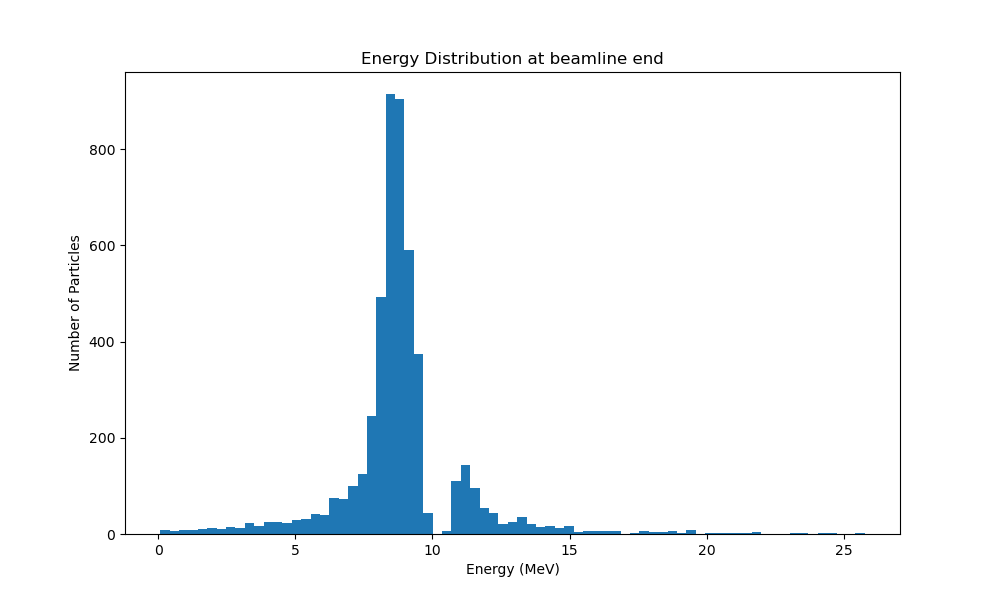 Energy Distribution at beamline end
800
600
400
200
0
Number of Particles
0 5 10 15 20 25
Energy (MeV)